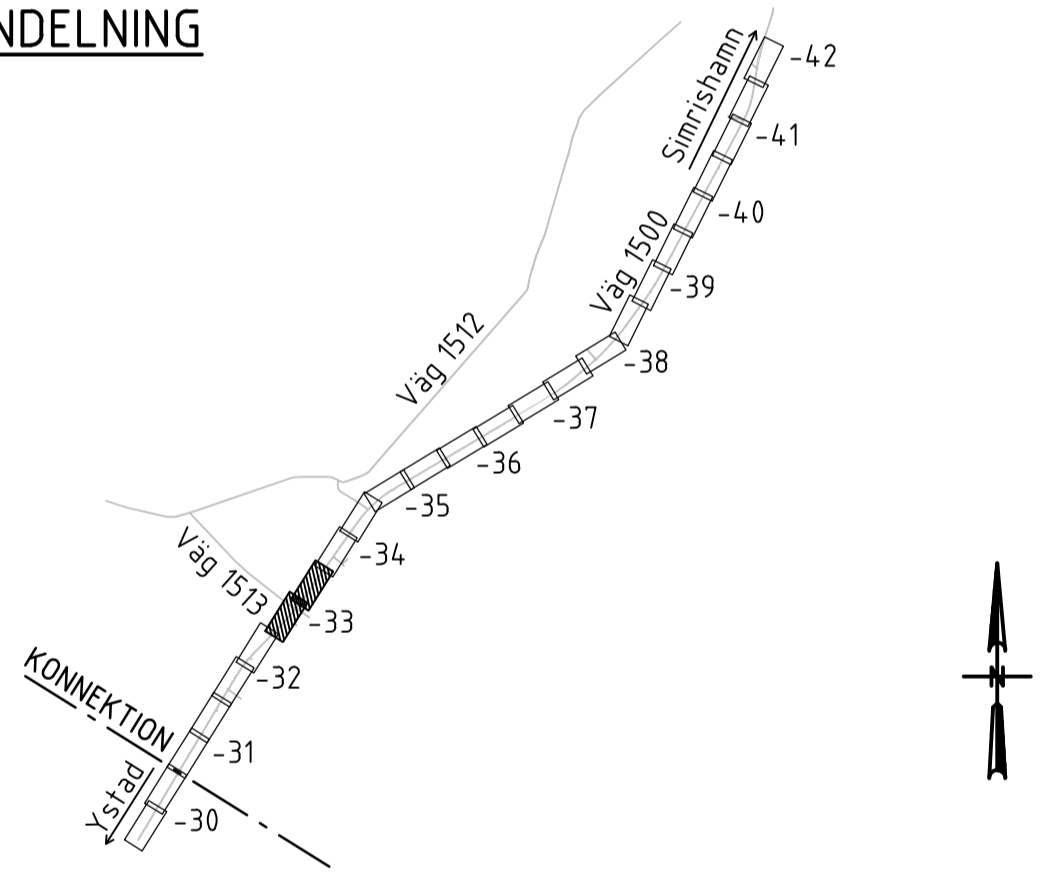 NDELNING
Simrishamn
-42
-41
-40
Väg 1500
-39
Väg 1512
-38
-37
-36
-35
Väg 1513
-34
-33
KONNEKTION
-32
-31
Ystad
-30
N